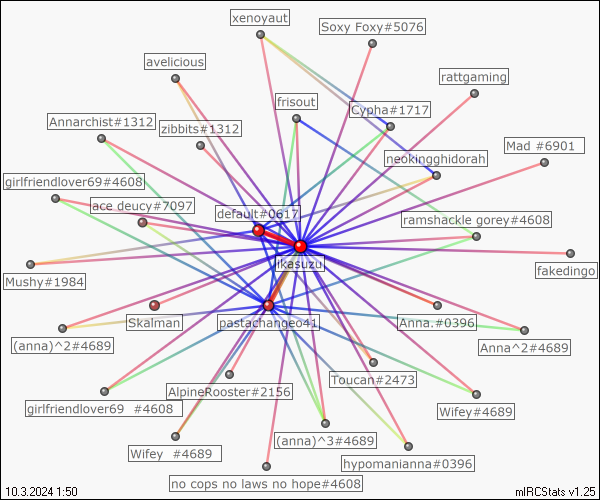 xenoyaut
Soxy Foxy#5076
avelicious
rattgaming
frisout
Cypha#1717
Annarchist#1312
zibbits#1312
Mad #6901
neokingghidorah
girlfriendlover69#4608
ace deucy#7097
default#0617
ramshackle gorey#4608
ikasuzu
fakedingo
Mushy#1984
Skalman
pastachange041
Anna.#0396
(anna)^2#4689
Anna^2#4689
Toucan#2473
AlpineRooster#2156
girlfriendlover69  #4608
Wifey#4689
(anna)^3#4689
Wifey  #4689
hypomanianna#0396
no cops no laws no hope#4608
10.3.2024 1:50
mIRCStats v1.25